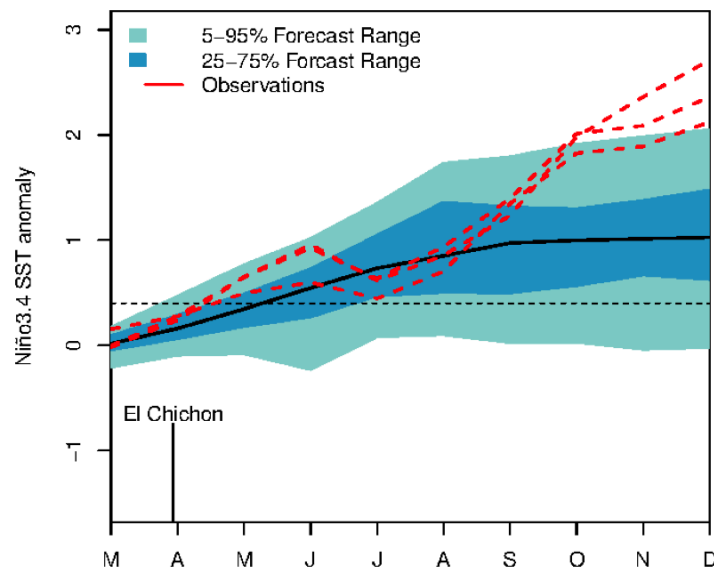 3
5–95% Forecast Range
25–75% Forcast Range
Observations
2
Niño3.4 SST anomaly
1
0
El Chichon
−1
M A M J J A S O N D